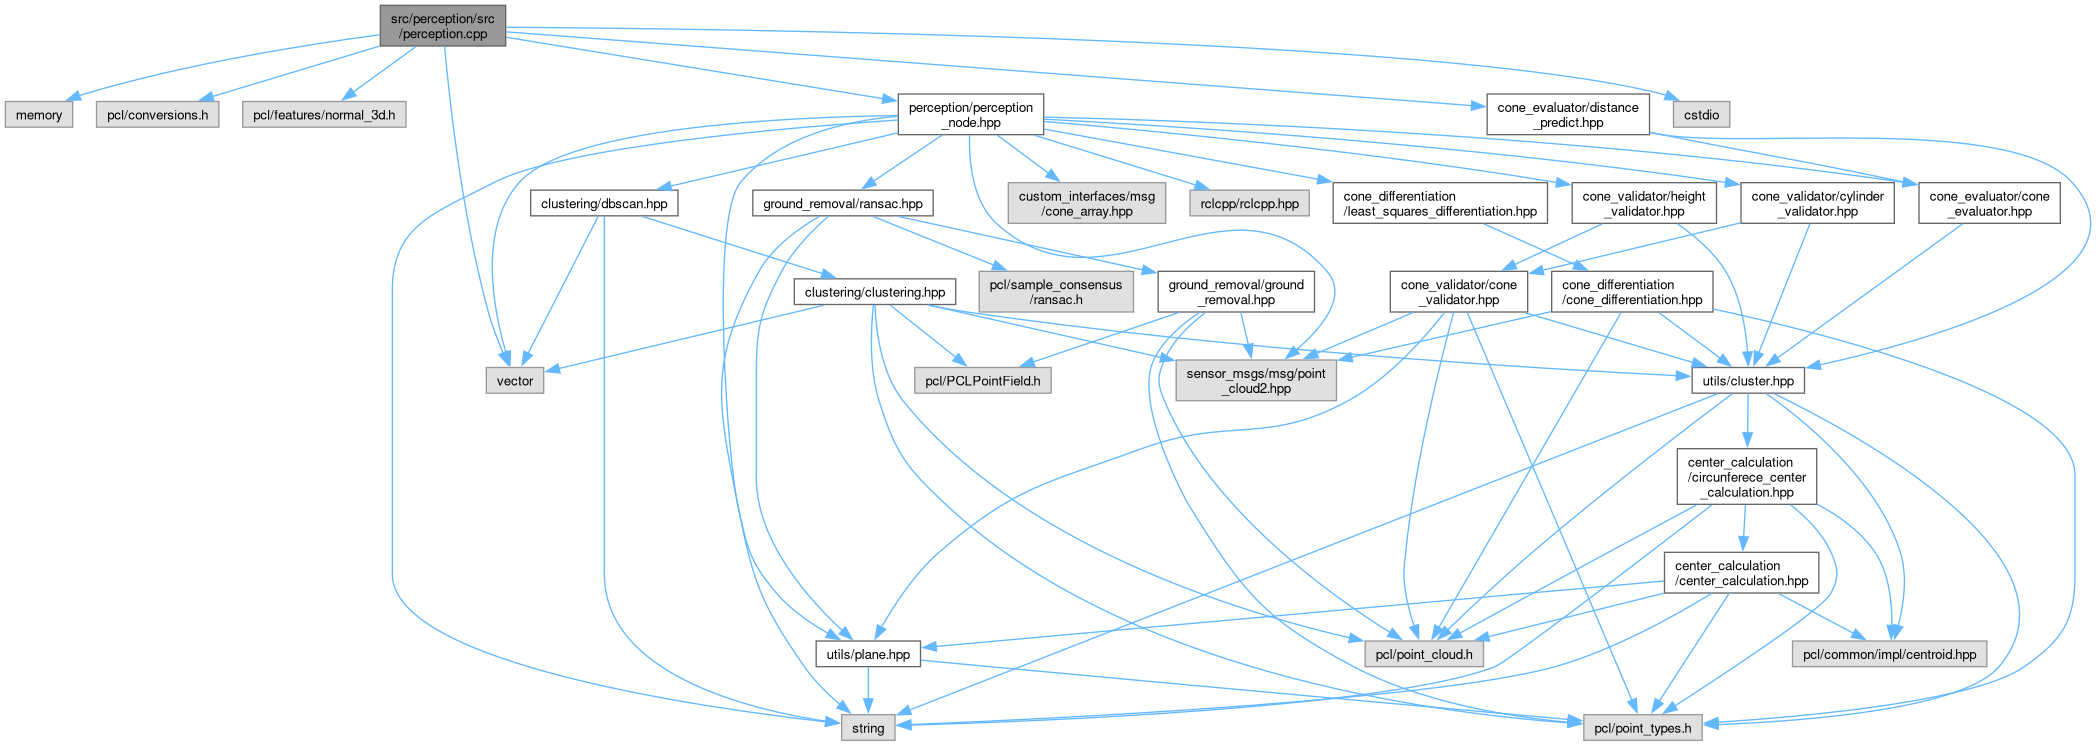 src/perception/src
/perception.cpp
memory
pcl/conversions.h
pcl/features/normal_3d.h
perception/perception
_node.hpp
cone_evaluator/distance
_predict.hpp
cstdio
clustering/dbscan.hpp
ground_removal/ransac.hpp
custom_interfaces/msg
/cone_array.hpp
rclcpp/rclcpp.hpp
cone_differentiation
/least_squares_differentiation.hpp
cone_validator/height
_validator.hpp
cone_validator/cylinder
_validator.hpp
cone_evaluator/cone
_evaluator.hpp
clustering/clustering.hpp
pcl/sample_consensus
/ransac.h
ground_removal/ground
_removal.hpp
cone_validator/cone
_validator.hpp
cone_differentiation
/cone_differentiation.hpp
vector
pcl/PCLPointField.h
sensor_msgs/msg/point
_cloud2.hpp
utils/cluster.hpp
center_calculation
/circunferece_center
_calculation.hpp
center_calculation
/center_calculation.hpp
utils/plane.hpp
pcl/point_cloud.h
pcl/common/impl/centroid.hpp
string
pcl/point_types.h